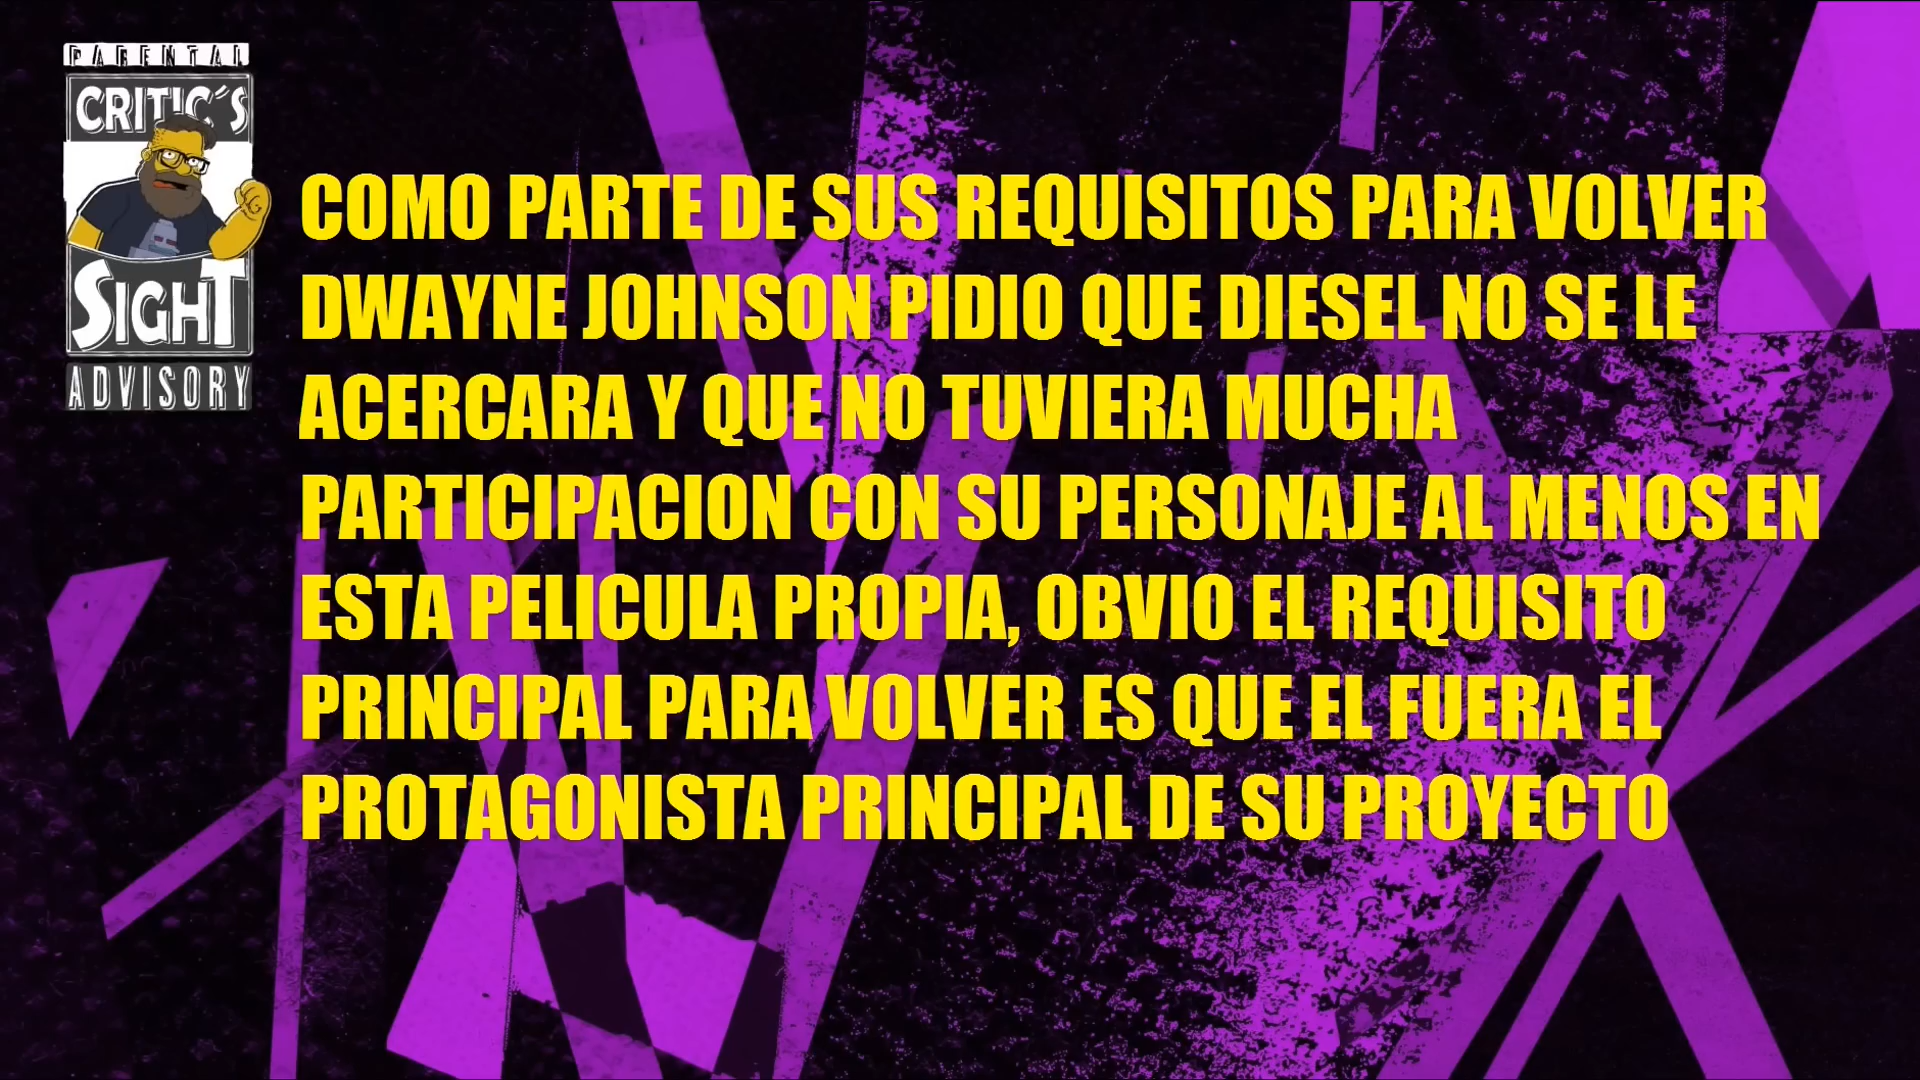 PARENTAL
CRITIC´S
SIGHT
ADVISORY
COMO PARTE DE SUS REQUISITOS PARA VOLVER
DWAYNE JOHNSON PIDIO QUE DIESEL NO SE LE
ACERCARA Y QUE NO TUVIERA MUCHA
PARTICIPACION CON SU PERSONAJE AL MENOS EN
ESTA PELICULA PROPIA, OBVIO EL REQUISITO
PRINCIPAL PARA VOLVER ES QUE EL FUERA EL
PROTAGONISTA PRINCIPAL DE SU PROYECTO